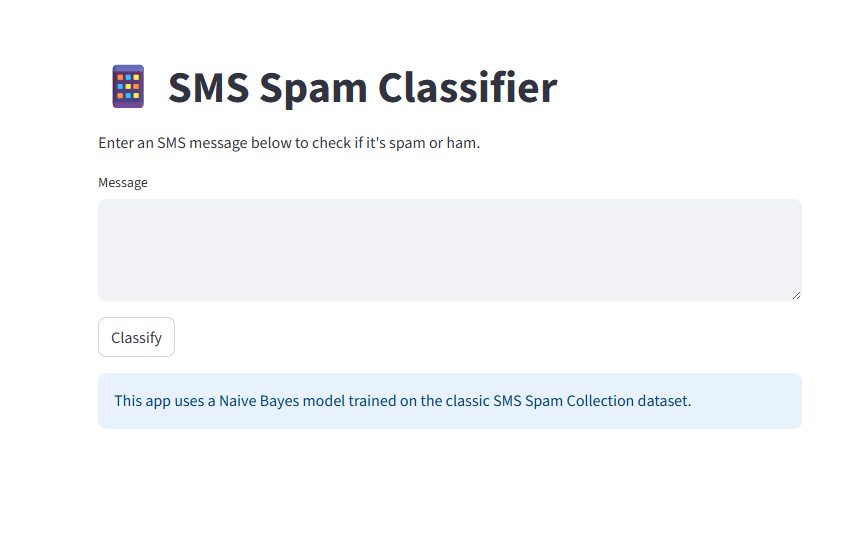 SMS Spam Classifier
Enter an SMS message below to check if it's spam or ham.
Message
Classify
This app uses a Naive Bayes model trained on the classic SMS Spam Collection dataset.